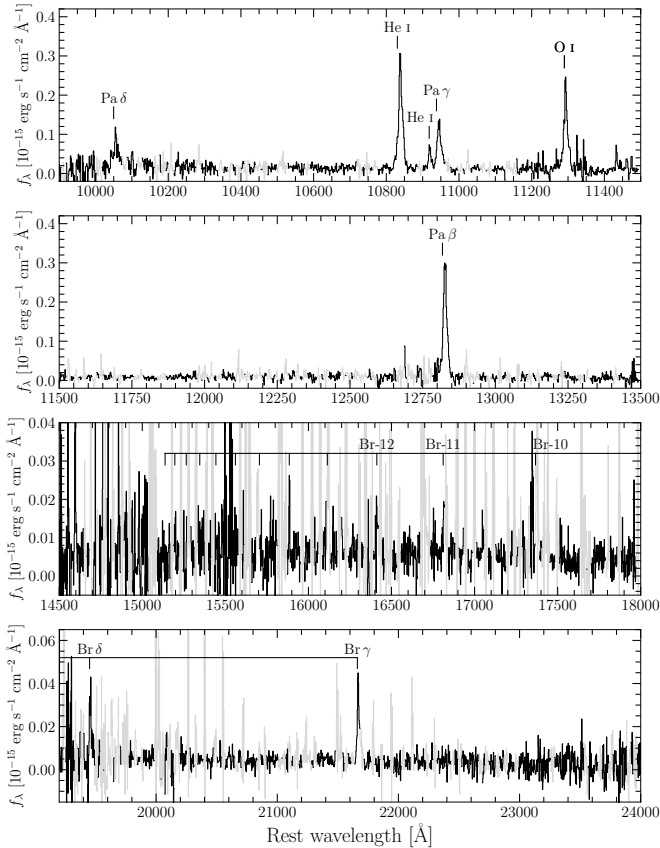 0.4
0.3
0.2
0.1
0.0
f_λ [10⁻¹⁵ erg s⁻¹ cm⁻² Å⁻¹]
Pa δ
He I
He I
Pa γ
O I
10000 10200 10400 10600 10800 11000 11200 11400
0.4
0.3
0.2
0.1
0.0
f_λ [10⁻¹⁵ erg s⁻¹ cm⁻² Å⁻¹]
Pa β
11500 11750 12000 12250 12500 12750 13000 13250 13500
0.04
0.03
0.02
0.01
0.00
f_λ [10⁻¹⁵ erg s⁻¹ cm⁻² Å⁻¹]
Br-12 Br-11 Br-10
14500 15000 15500 16000 16500 17000 17500 18000
0.06
0.04
0.02
0.00
f_λ [10⁻¹⁵ erg s⁻¹ cm⁻² Å⁻¹]
Br δ Br γ
20000 21000 22000 23000 24000
Rest wavelength [Å]